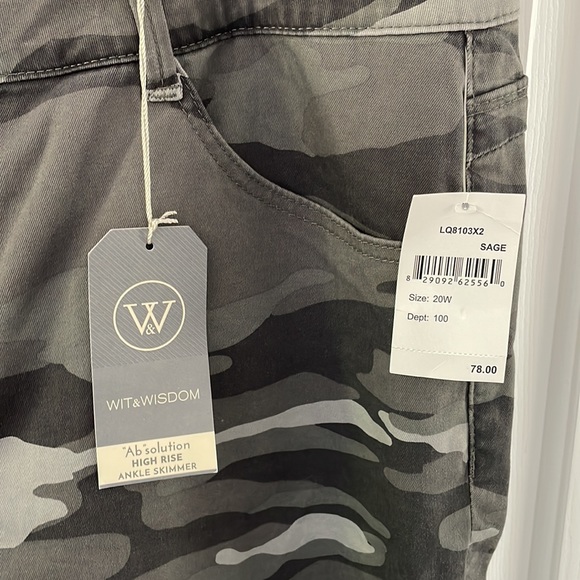 W&W
WIT&WISDOM
"Ab"solution
HIGH RISE
ANKLE SKIMMER
LQ8103X2
SAGE
8 29092 62556 0
Size: 20W
Dept: 100
78.00